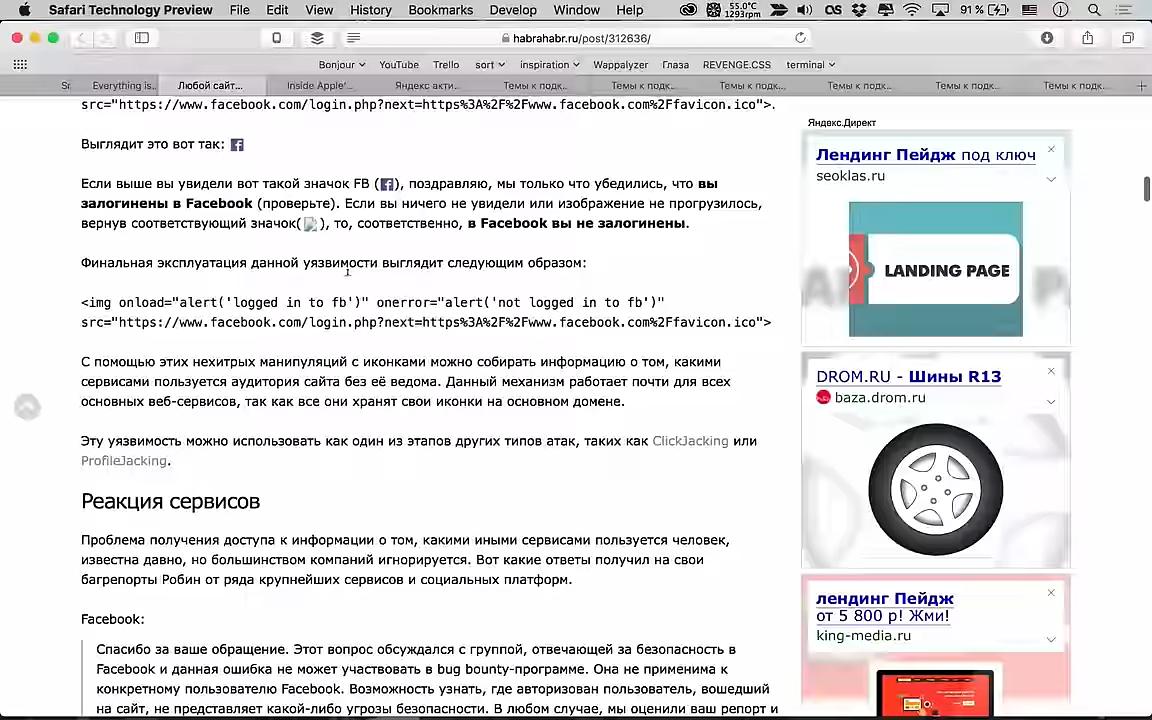 Safari Technology Preview File Edit View History Bookmarks Develop Window Help 55.0°C 1293rpm 91 %
habrahabr.ru/post/312636/
Bonjour YouTube Trello sort inspiration Wappalyzer Глаза REVENGE.CSS terminal
Everything is.. Любой сайт... Inside Apple'... Яндекс акти... Темы к подк... Темы к подк... Темы к подк... Темы к подк... Темы к подк... Темы к подк...
src="https://www.facebook.com/login.php?next=https%3A%2F%2Fwww.facebook.com%2Ffavicon.ico">.
Выглядит это вот так:
Если выше вы увидели вот такой значок FB ( ), поздравляю, мы только что убедились, что вы
залогинены в Facebook (проверьте). Если вы ничего не увидели или изображение не прогрузилось,
вернув соответствующий значок( ), то, соответственно, в Facebook вы не залогинены.
Финальная эксплуатация данной уязвимости выглядит следующим образом:
<img onload="alert('logged in to fb')" onerror="alert('not logged in to fb')"
src="https://www.facebook.com/login.php?next=https%3A%2F%2Fwww.facebook.com%2Ffavicon.ico">
С помощью этих нехитрых манипуляций с иконками можно собирать информацию о том, какими
сервисами пользуется аудитория сайта без её ведома. Данный механизм работает почти для всех
основных веб-сервисов, так как все они хранят свои иконки на основном домене.
Эту уязвимость можно использовать как один из этапов других типов атак, таких как ClickJacking или
ProfileJacking.
Реакция сервисов
Проблема получения доступа к информации о том, какими иными сервисами пользуется человек,
известна давно, но большинством компаний игнорируется. Вот какие ответы получил на свои
багрепорты Робин от ряда крупнейших сервисов и социальных платформ.
Facebook:
Спасибо за ваше обращение. Этот вопрос обсуждался с группой, отвечающей за безопасность в
Facebook и данная ошибка не может участвовать в bug bounty-программе. Она не применима к
конкретному пользователю Facebook. Возможность узнать, где авторизован пользователь, вошедший
на сайт, не представляет какой-либо угрозы безопасности. В любом случае, мы оценили ваш репорт и
Яндекс.Директ
Лендинг Пейдж под ключ
seoklas.ru
LANDING PAGE
DROM.RU - Шины R13
baza.drom.ru
лендинг Пейдж
от 5 800 р! Жми!
king-media.ru